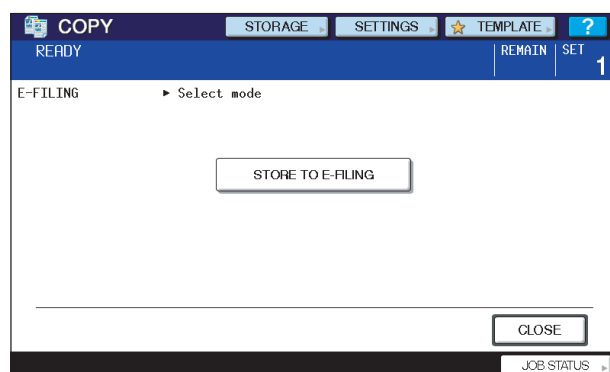 COPY STORAGE SETTINGS TEMPLATE ?
READY REMAIN SET
1
E-FILING ► Select mode
STORE TO E-FILING
CLOSE
JOB STATUS